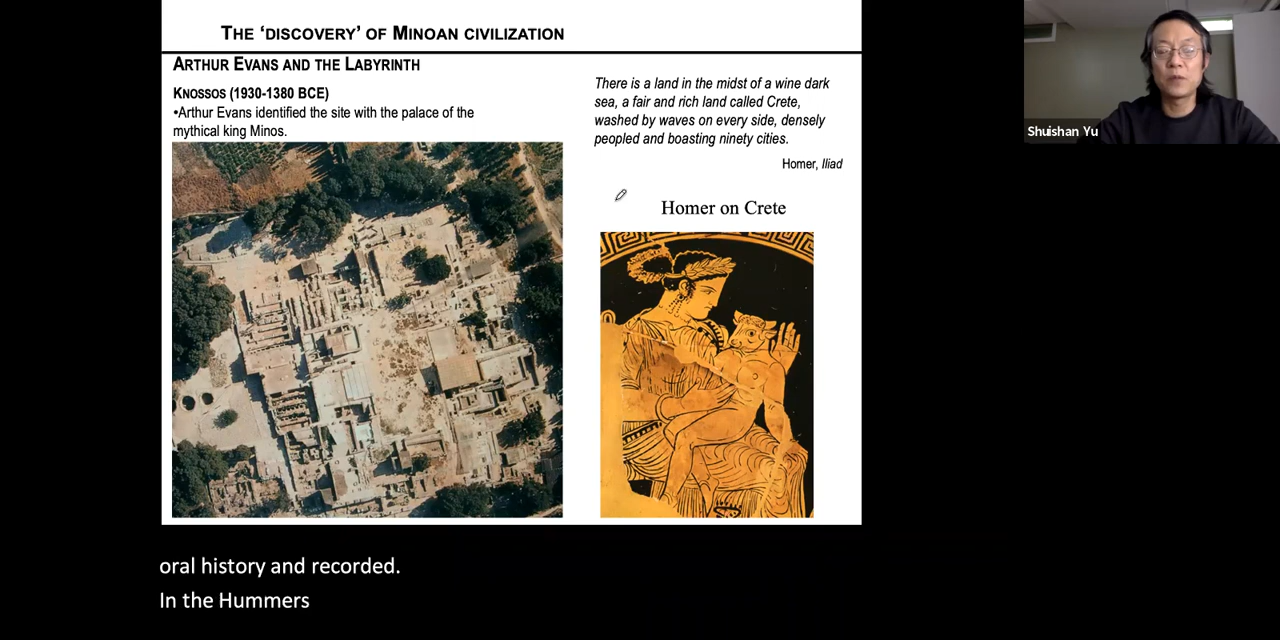 THE ‘DISCOVERY’ OF MINOAN CIVILIZATION
ARTHUR EVANS AND THE LABYRINTH
KNOSSOS (1930-1380 BCE)
•Arthur Evans identified the site with the palace of the
mythical king Minos.
There is a land in the midst of a wine dark
sea, a fair and rich land called Crete,
washed by waves on every side, densely
peopled and boasting ninety cities.
Homer, Iliad
Homer on Crete
Shuishan Yu
oral history and recorded.
In the Hummers